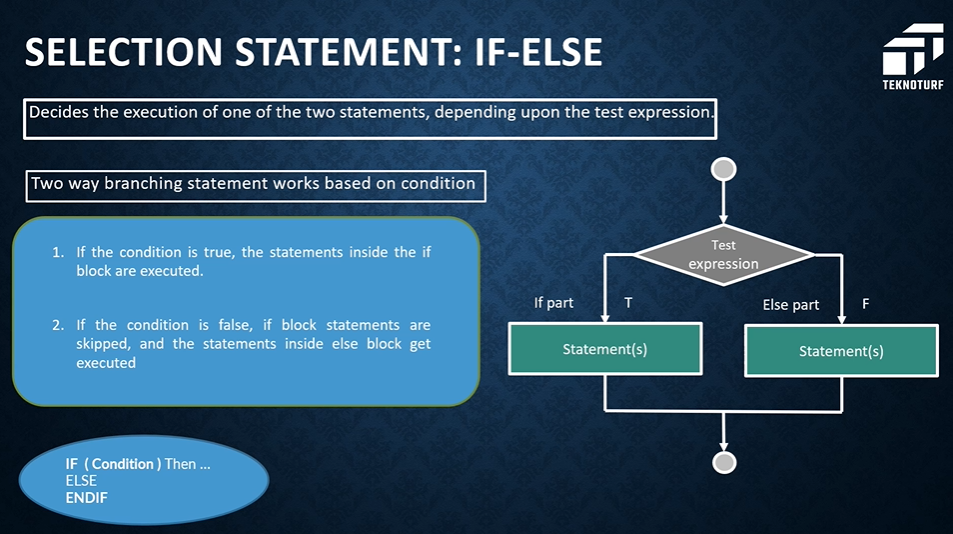 SELECTION STATEMENT: IF-ELSE
TEKNOTURF
Decides the execution of one of the two statements, depending upon the test expression.
Two way branching statement works based on condition
1. If the condition is true, the statements inside the if
block are executed.
2. If the condition is false, if block statements are
skipped, and the statements inside else block get
executed
IF ( Condition ) Then ...
ELSE
ENDIF
Test
expression
If part T
Else part F
Statement(s)
Statement(s)